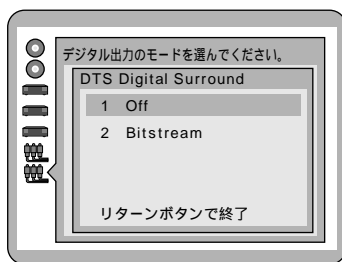 デジタル出力のモードを選んでください。
DTS Digital Surround
1 Off
2 Bitstream
リターンボタンで終了